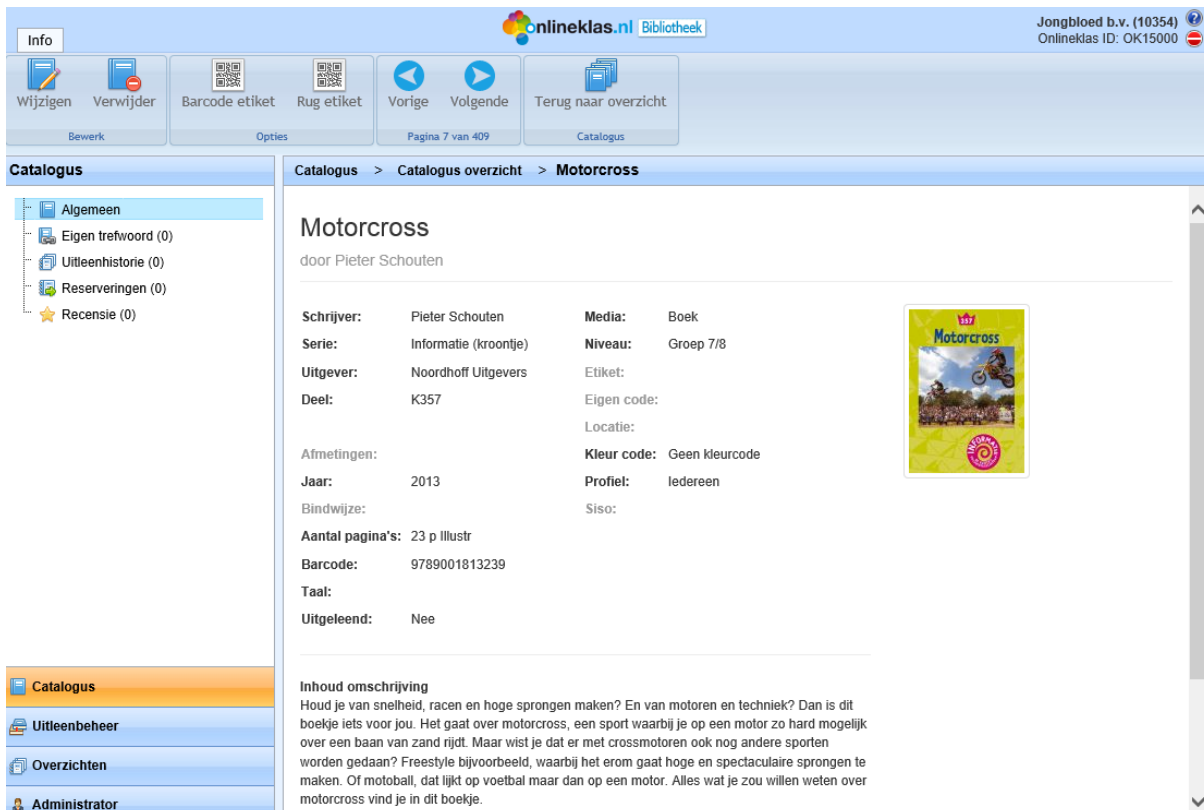 Info
onlineklas.nl Bibliotheek
Jongbloed b.v. (10354)
Onlineklas ID: OK15000
Wijzigen Verwijder Barcode etiket Rug etiket Vorige Volgende Terug naar overzicht
Bewerk Opties Pagina 7 van 409 Catalogus
Catalogus
Catalogus > Catalogus overzicht > Motorcross
Algemeen
Eigen trefwoord (0)
Uitleenhistorie (0)
Reserveringen (0)
Recensie (0)
Motorcross
door Pieter Schouten
Schrijver: Pieter Schouten Media: Boek
Serie: Informatie (kroontje) Niveau: Groep 7/8
Uitgever: Noordhoff Uitgevers Etiket:
Deel: K357 Eigen code:
Locatie:
Afmetingen: Kleur code: Geen kleurcode
Jaar: 2013 Profiel: Iedereen
Bindwijze: Siso:
Aantal pagina's: 23 p Illustr
Barcode: 9789001813239
Taal:
Uitgeleend: Nee
357
Motorcross
INFORMATIE
Inhoud omschrijving
Houd je van snelheid, racen en hoge sprongen maken? En van motoren en techniek? Dan is dit
boekje iets voor jou. Het gaat over motorcross, een sport waarbij je op een motor zo hard mogelijk
over een baan van zand rijdt. Maar wist je dat er met crossmotoren ook nog andere sporten
worden gedaan? Freestyle bijvoorbeeld, waarbij het erom gaat hoge en spectaculaire sprongen te
maken. Of motoball, dat lijkt op voetbal maar dan op een motor. Alles wat je zou willen weten over
motorcross vind je in dit boekje.
Catalogus
Uitleenbeheer
Overzichten
Administrator